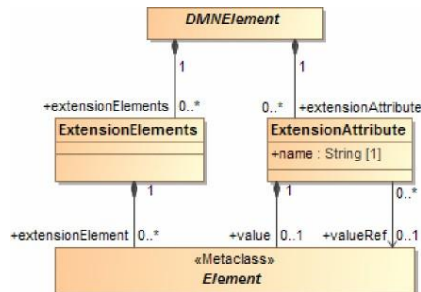 DMNElement
1
1
+extensionElements 0..*
0..* +extensionAttribute
ExtensionElements
ExtensionAttribute
+name : String [1]
1
1
0..*
+extensionElement 0..*
+value 0..1
+valueRef 0..1
«Metaclass»
Element